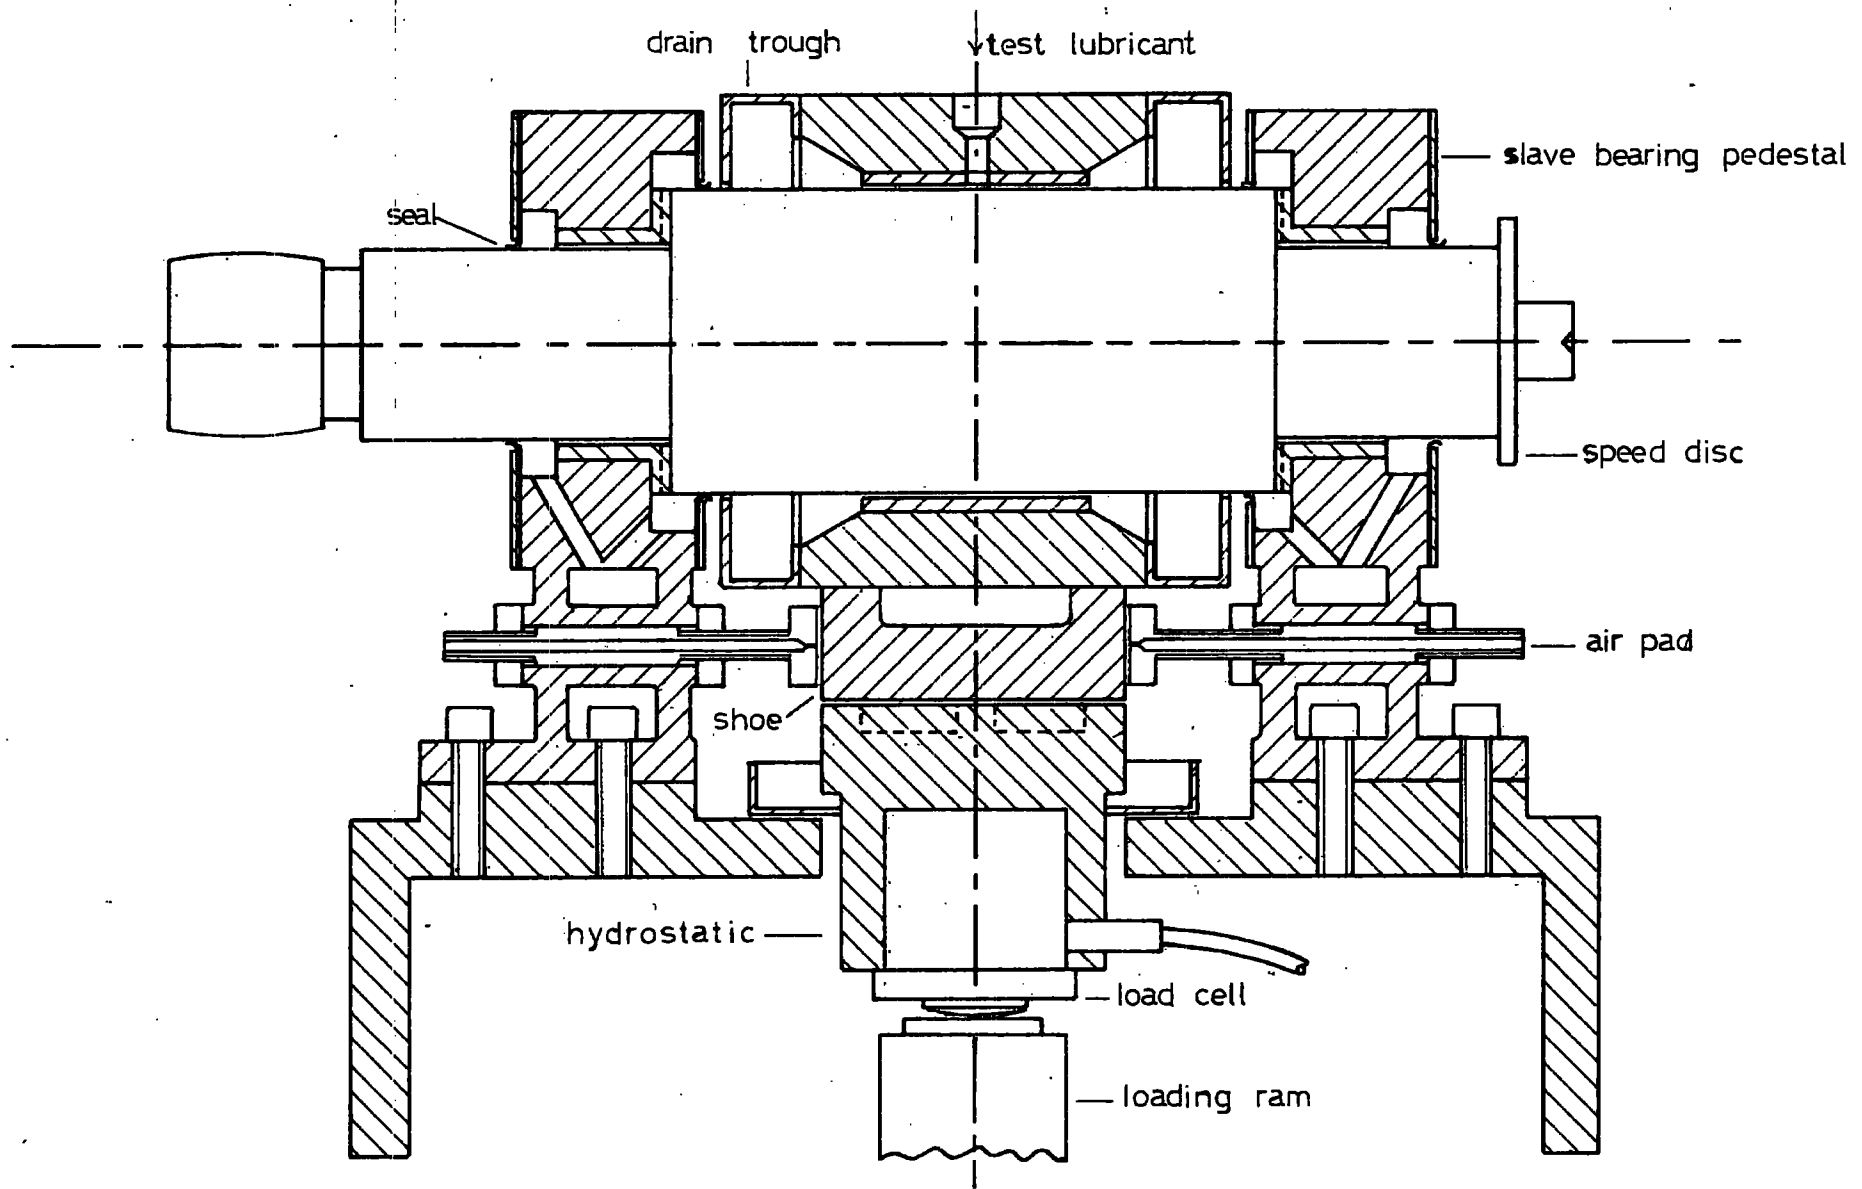 drain trough
test lubricant
slave bearing pedestal
seal
speed disc
air pad
shoe
hydrostatic
load cell
loading ram